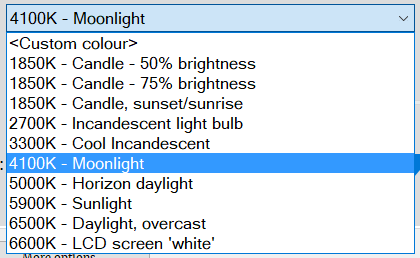 4100K - Moonlight
<Custom colour>
1850K - Candle - 50% brightness
1850K - Candle - 75% brightness
1850K - Candle, sunset/sunrise
2700K - Incandescent light bulb
3300K - Cool Incandescent
4100K - Moonlight
5000K - Horizon daylight
5900K - Sunlight
6500K - Daylight, overcast
6600K - LCD screen 'white'
More options